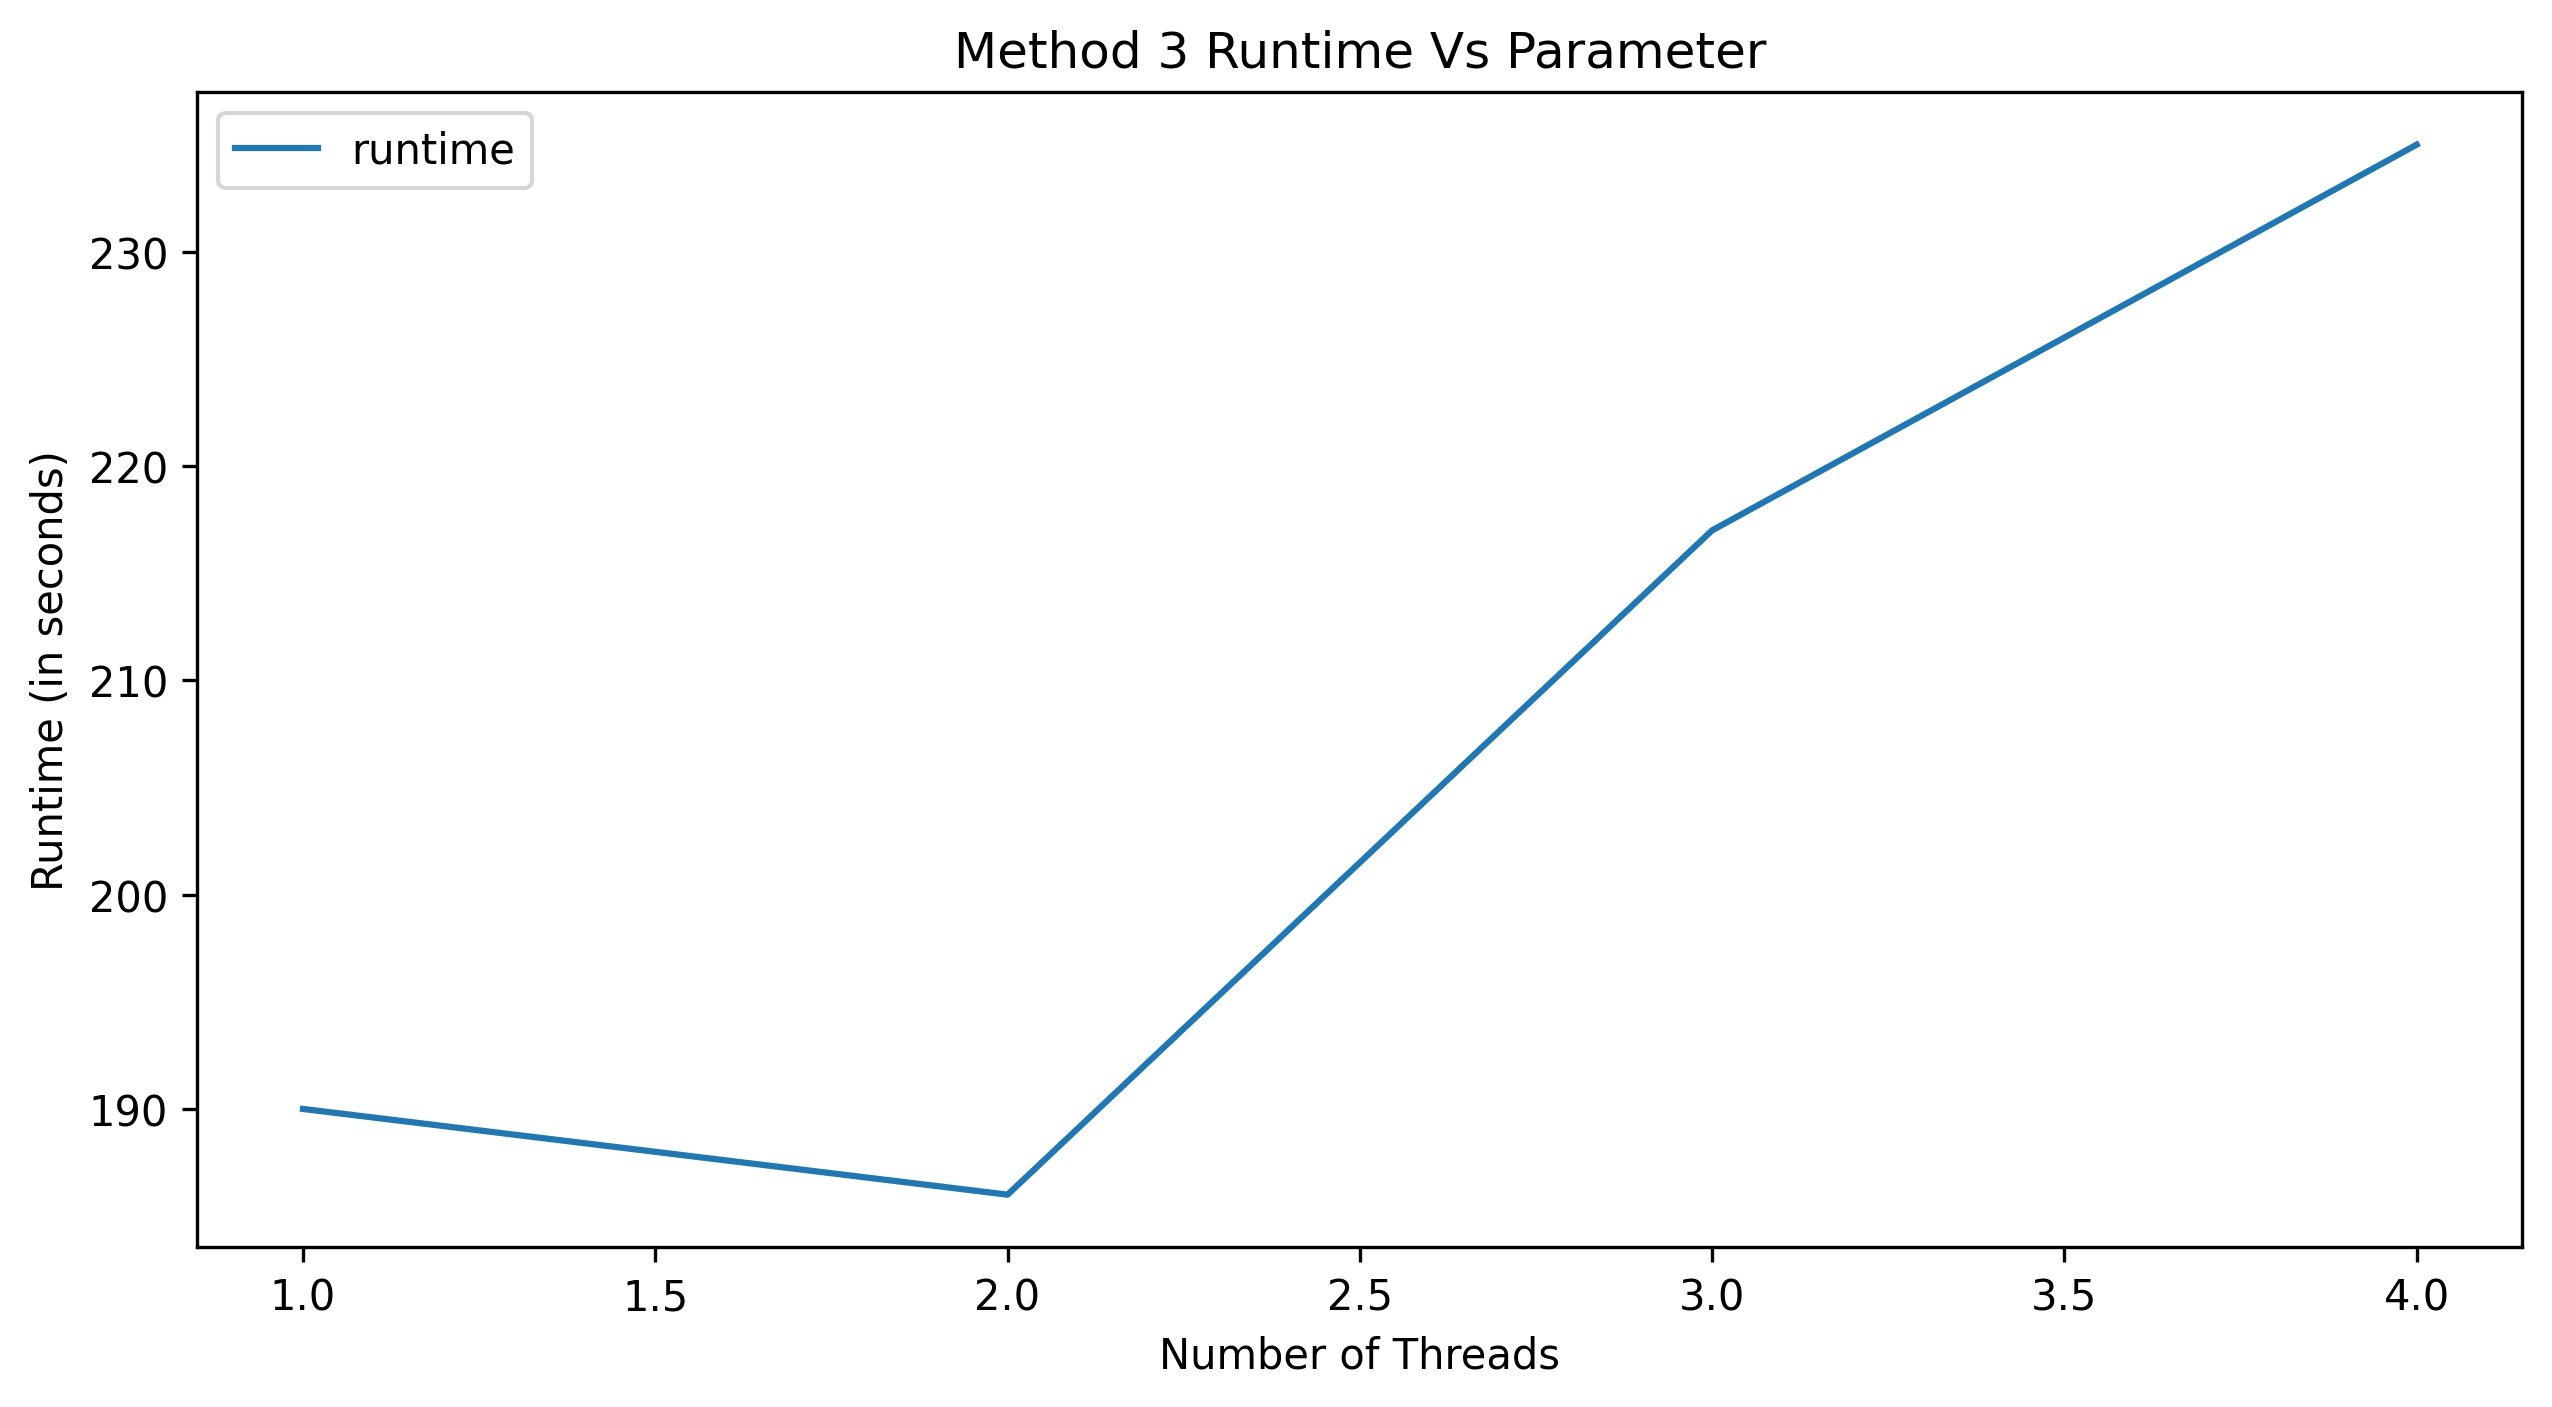 Method 3 Runtime Vs Parameter
runtime
230
220
210
200
190
Runtime (in seconds)
1.0 1.5 2.0 2.5 3.0 3.5 4.0
Number of Threads